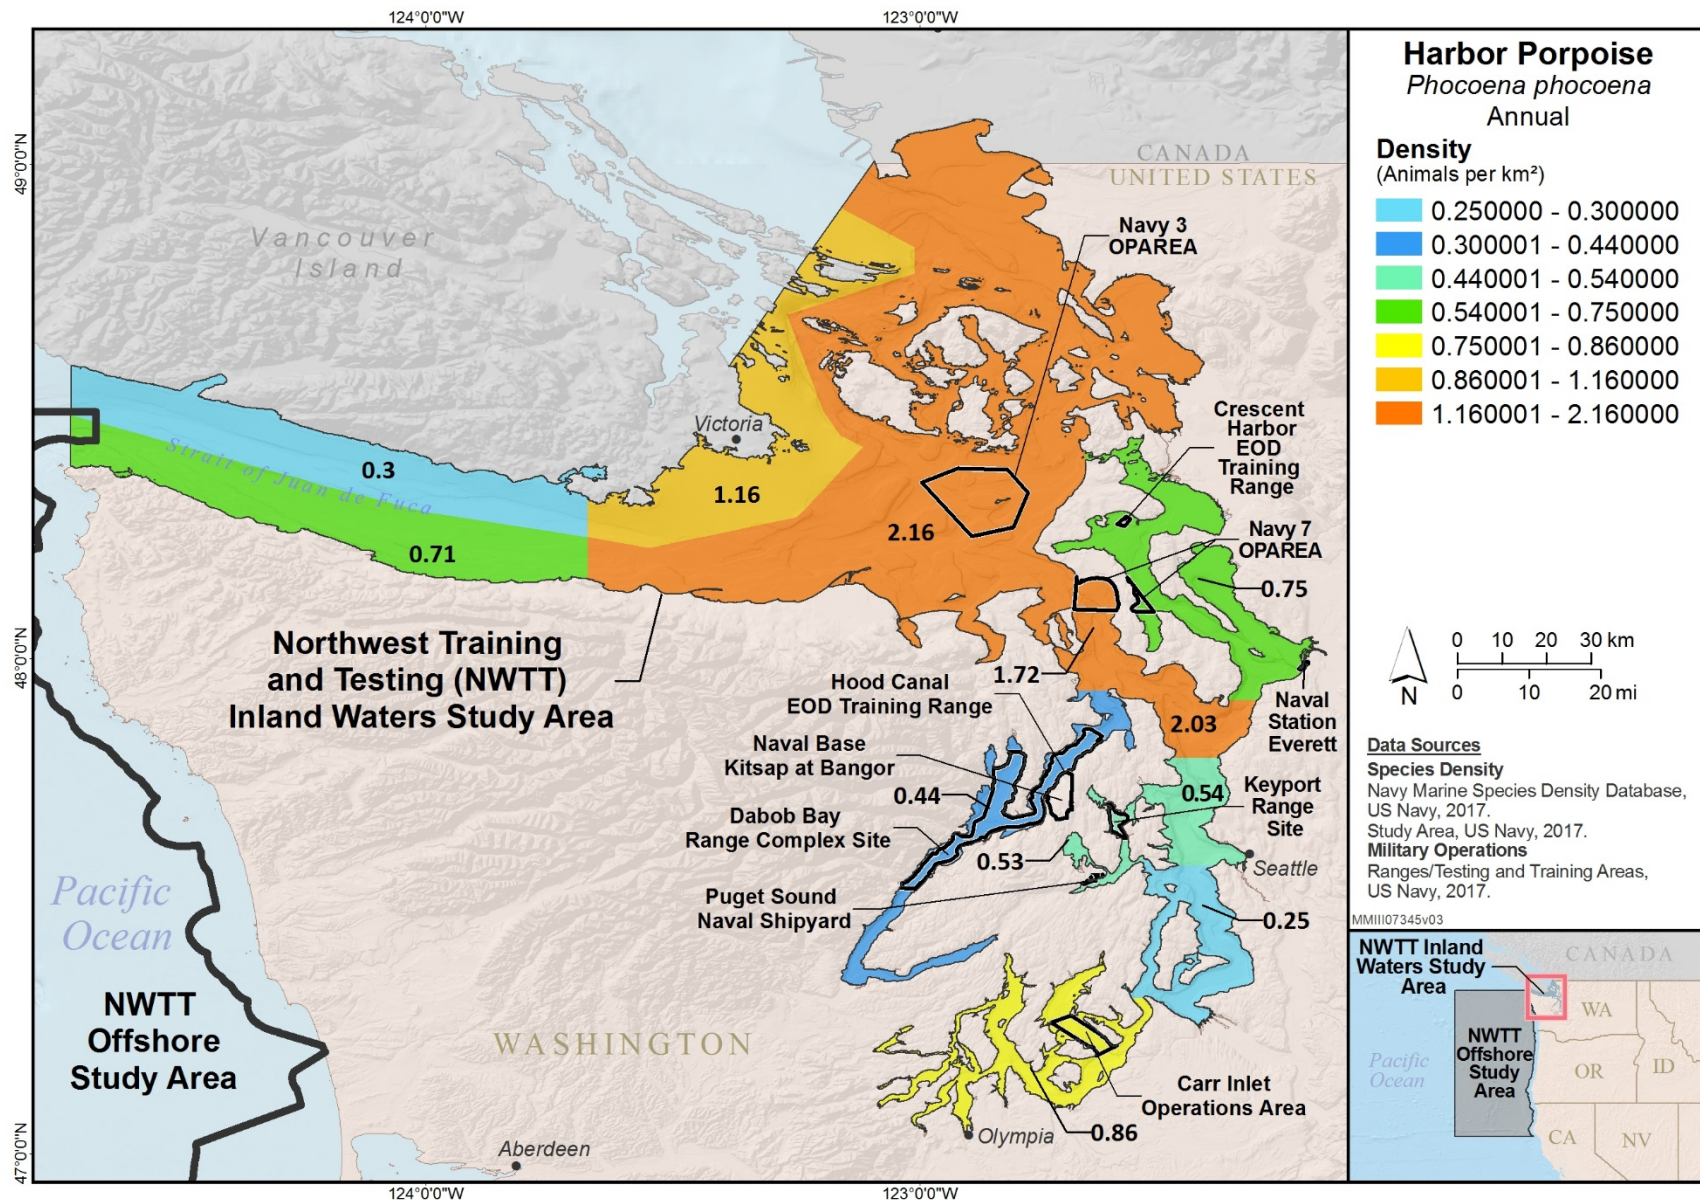 124°0'0"W
123°0'0"W
49°0'0"N
48°0'0"N
47°0'0"N
CANADA
UNITED STATES
Vancouver
Island
Navy 3
OPAREA
Victoria
Crescent
Harbor
EOD
Training
Range
Strait of Juan de Fuca
0.3
1.16
2.16
0.71
Navy 7
OPAREA
0.75
Northwest Training
and Testing (NWTT)
Inland Waters Study Area
1.72
Hood Canal
EOD Training Range
Naval
Station
Everett
2.03
Naval Base
Kitsap at Bangor
0.44
0.54
Keyport
Range
Site
Dabob Bay
Range Complex Site
0.53
Seattle
Puget Sound
Naval Shipyard
0.25
Pacific
Ocean
NWTT
Offshore
Study Area
WASHINGTON
Carr Inlet
Operations Area
0.86
Olympia
Aberdeen
124°0'0"W
123°0'0"W
Harbor Porpoise
Phocoena phocoena
Annual
Density
(Animals per km²)
0.250000 - 0.300000
0.300001 - 0.440000
0.440001 - 0.540000
0.540001 - 0.750000
0.750001 - 0.860000
0.860001 - 1.160000
1.160001 - 2.160000
N
0 10 20 30 km
0 10 20 mi
Data Sources
Species Density
Navy Marine Species Density Database,
US Navy, 2017.
Study Area, US Navy, 2017.
Military Operations
Ranges/Testing and Training Areas,
US Navy, 2017.
MMIII07345v03
NWTT Inland
Waters Study
Area
CANADA
WA
NWTT
Offshore
Study
Area
Pacific
Ocean
OR
ID
CA
NV